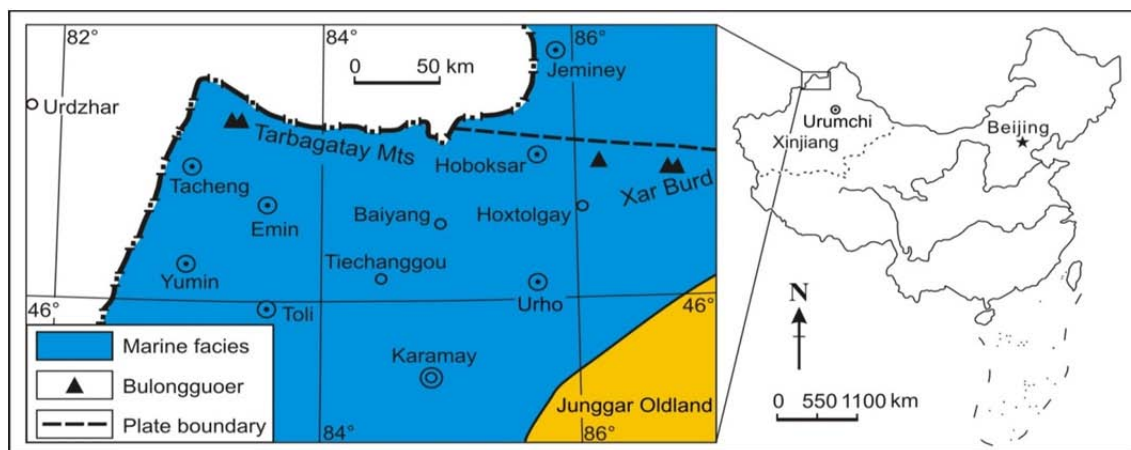 82°
84°
86°
0 50 km
Jeminey
Urdzhar
Tarbagatay Mts
Hoboksar
Xar Burd
Tacheng
Emin
Baiyang
Hoxtolgay
Yumin
Tiechanggou
Urho
46°
46°
Toli
Karamay
Junggar Oldland
84°
86°
Marine facies
Bulongguoer
Plate boundary
Urumchi
Xinjiang
Beijing
N
0 550 1100 km